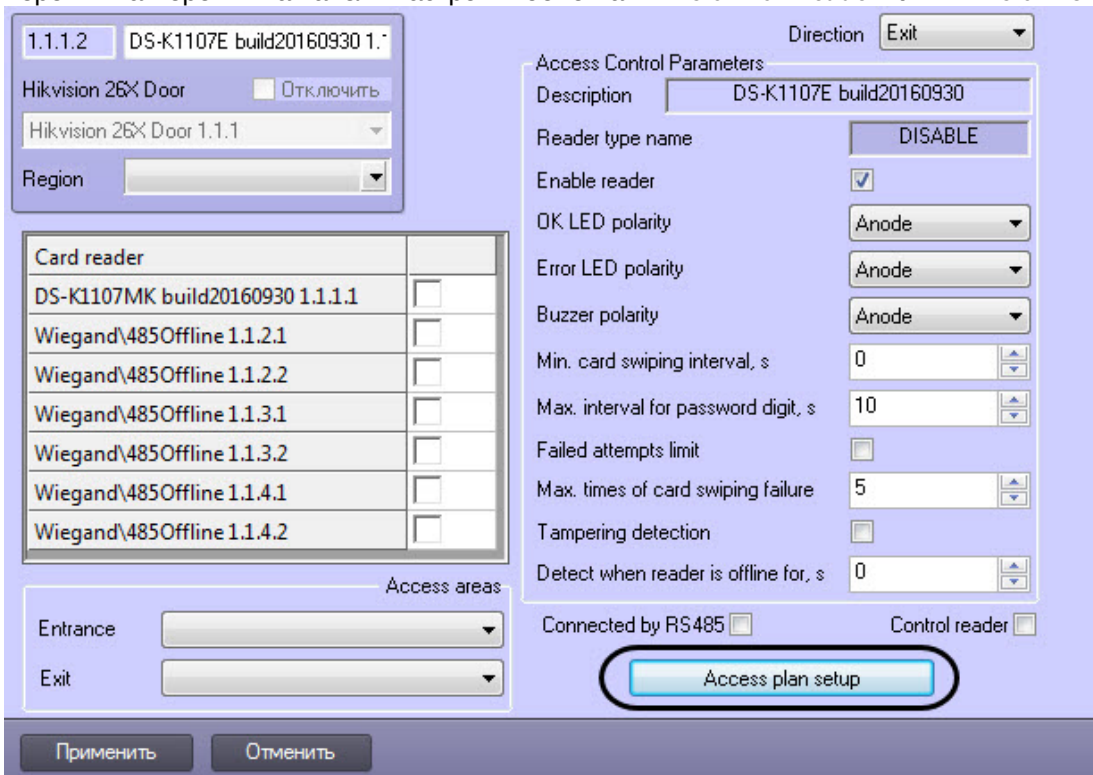 1.1.1.2 DS-K1107E build20160930 1.
Hikvision 26X Door Отключить
Hikvision 26X Door 1.1.1
Region
Card reader
DS-K1107MK build20160930 1.1.1.1
Wiegand\485Offline 1.1.2.1
Wiegand\485Offline 1.1.2.2
Wiegand\485Offline 1.1.3.1
Wiegand\485Offline 1.1.3.2
Wiegand\485Offline 1.1.4.1
Wiegand\485Offline 1.1.4.2
Access areas
Entrance
Exit
Direction Exit
Access Control Parameters
Description DS-K1107E build20160930
Reader type name DISABLE
Enable reader
OK LED polarity Anode
Error LED polarity Anode
Buzzer polarity Anode
Min. card swiping interval, s 0
Max. interval for password digit, s 10
Failed attempts limit
Max. times of card swiping failure 5
Tampering detection
Detect when reader is offline for, s 0
Connected by RS485 Control reader
Access plan setup
Применить Отменить